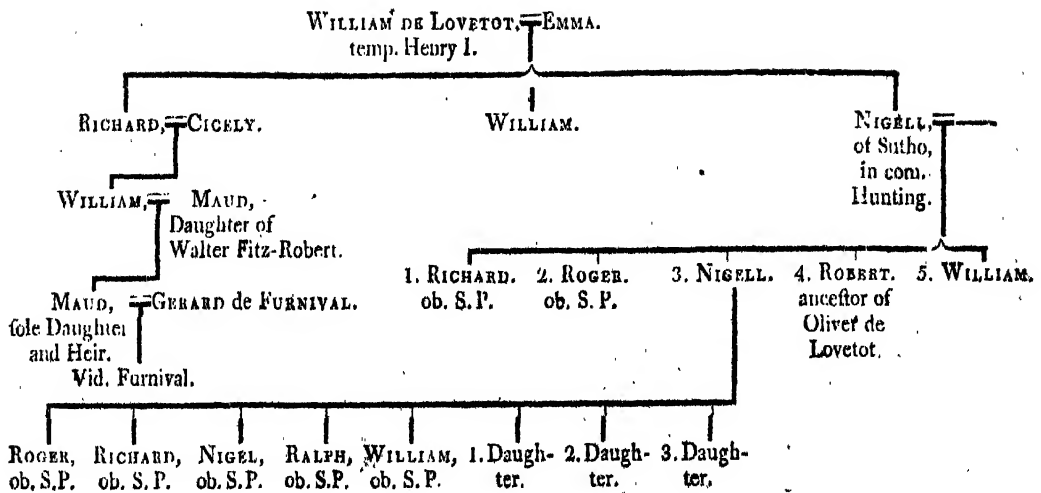 WILLIAM DE LOVETOT, EMMA.
temp. Henry I.
RICHARD, CICELY.
WILLIAM.
NIGELL,
of Sutho,
in com.
Hunting.
WILLIAM, MAUD,
Daughter of
Walter Fitz-Robert.
1. RICHARD.
ob. S. P.
2. ROGER.
ob. S. P.
3. NIGELL.
4. ROBERT.
anceſtor of
Oliver de
Lovetot.
5. WILLIAM.
MAUD, GERARD de FURNIVAL.
ſole Daughter
and Heir.
Vid. Furnival.
ROGER,
ob. S.P.
RICHARD,
ob. S. P.
NIGEL,
ob. S.P.
RALPH,
ob. S.P.
WILLIAM,
ob. S. P.
1. Daugh-
ter.
2. Daugh-
ter.
3. Daugh-
ter.